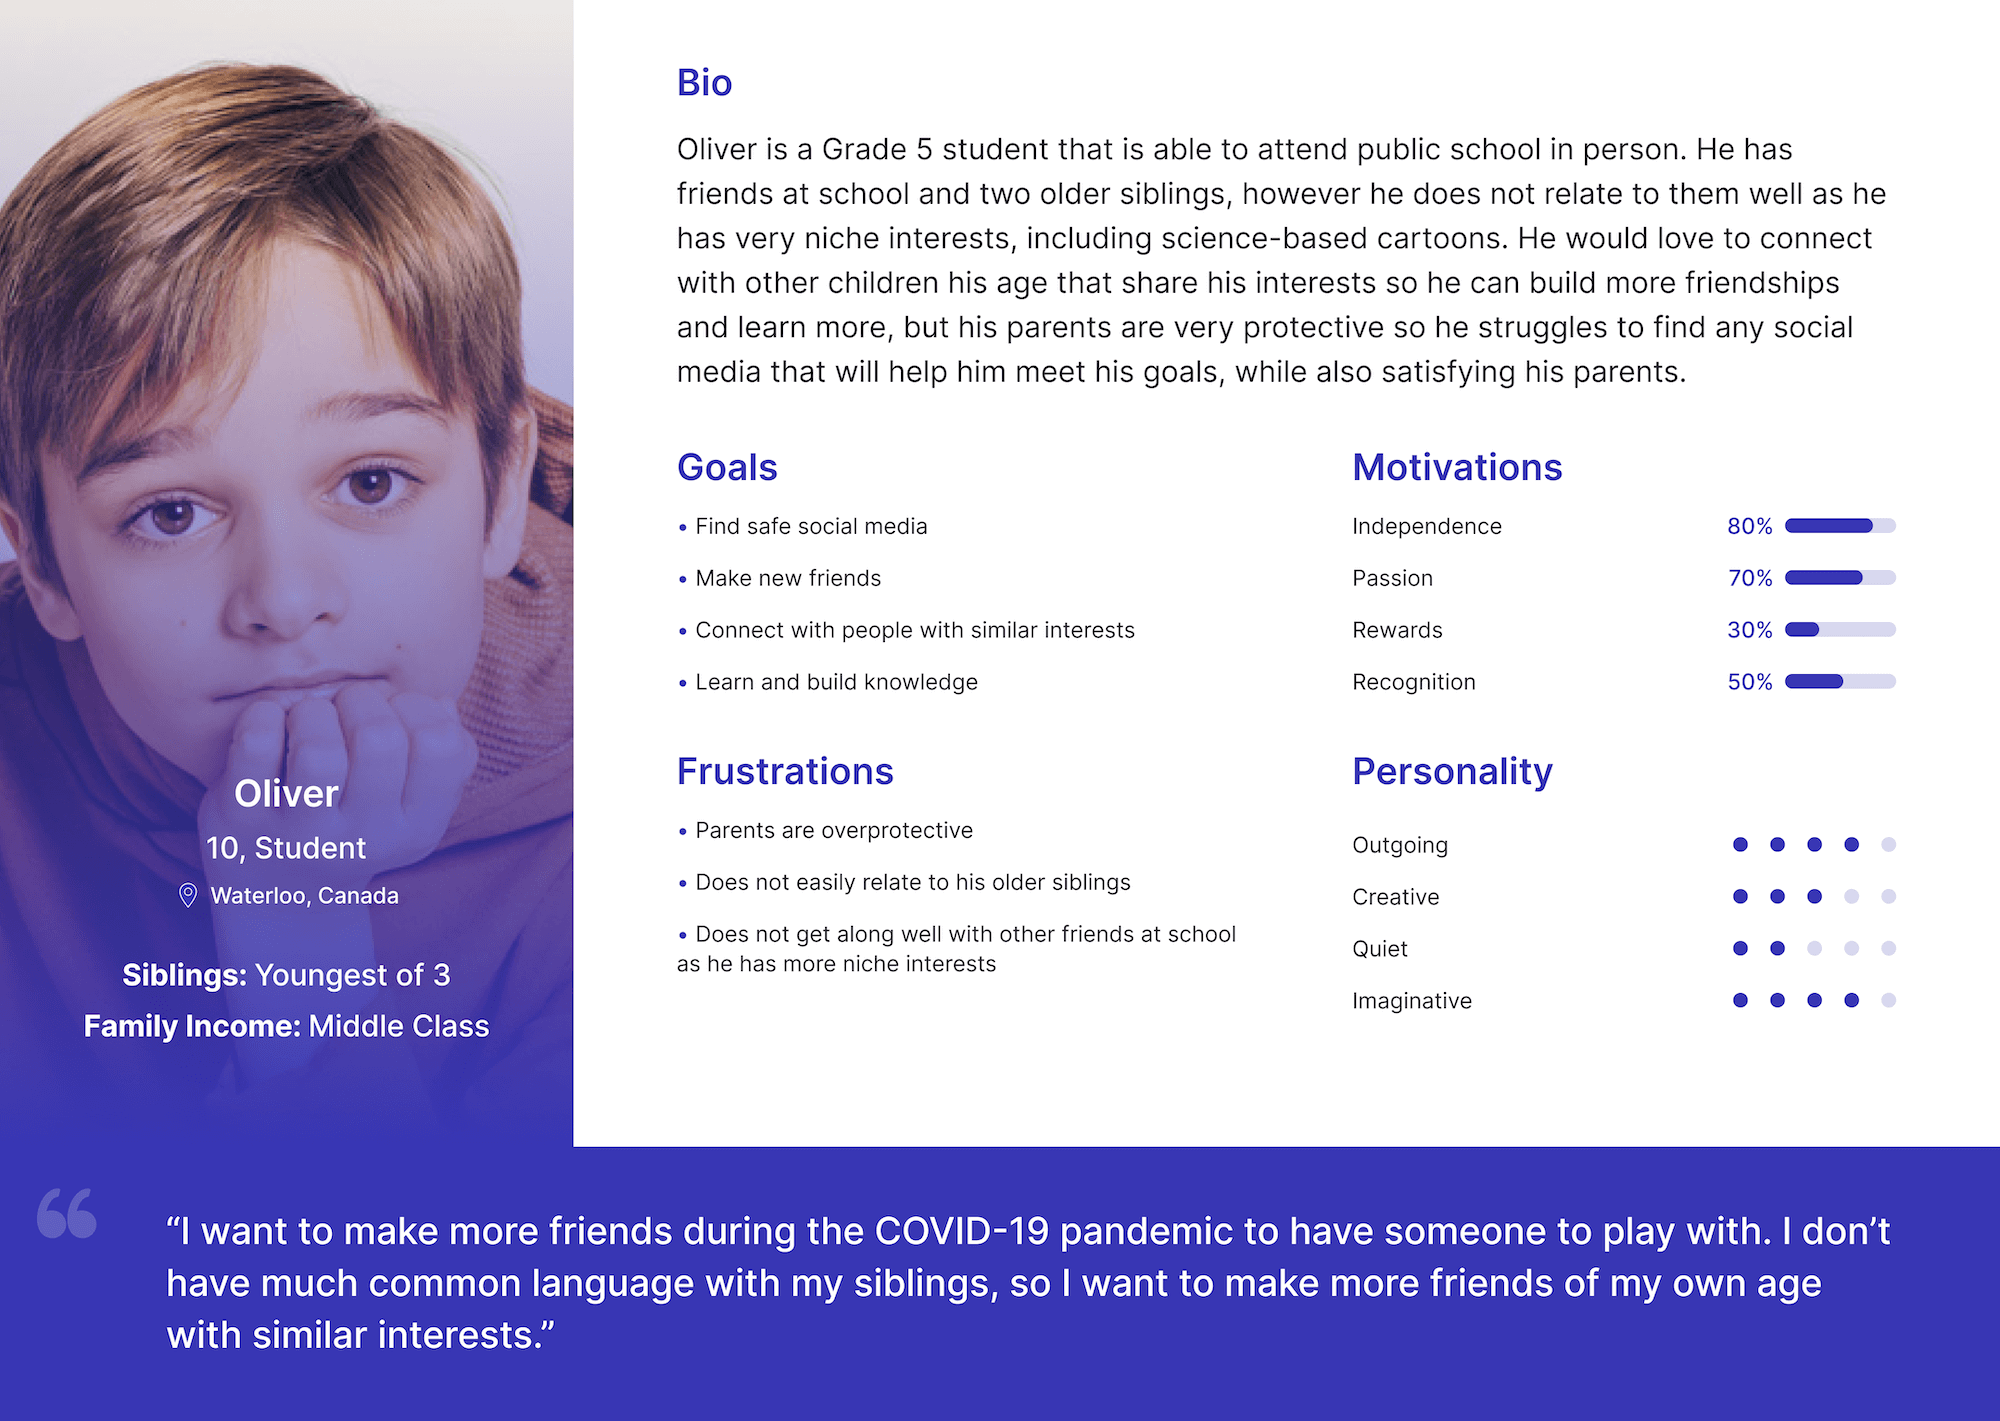 Bio
Oliver is a Grade 5 student that is able to attend public school in person. He has
friends at school and two older siblings, however he does not relate to them well as he
has very niche interests, including science-based cartoons. He would love to connect
with other children his age that share his interests so he can build more friendships
and learn more, but his parents are very protective so he struggles to find any social
media that will help him meet his goals, while also satisfying his parents.
Goals
• Find safe social media
• Make new friends
• Connect with people with similar interests
• Learn and build knowledge
Motivations
Independence 80%
Passion 70%
Rewards 30%
Recognition 50%
Frustrations
• Parents are overprotective
• Does not easily relate to his older siblings
• Does not get along well with other friends at school
as he has more niche interests
Personality
Outgoing
Creative
Quiet
Imaginative
Oliver
10, Student
Waterloo, Canada
Siblings: Youngest of 3
Family Income: Middle Class
“I want to make more friends during the COVID-19 pandemic to have someone to play with. I don’t
have much common language with my siblings, so I want to make more friends of my own age
with similar interests.”